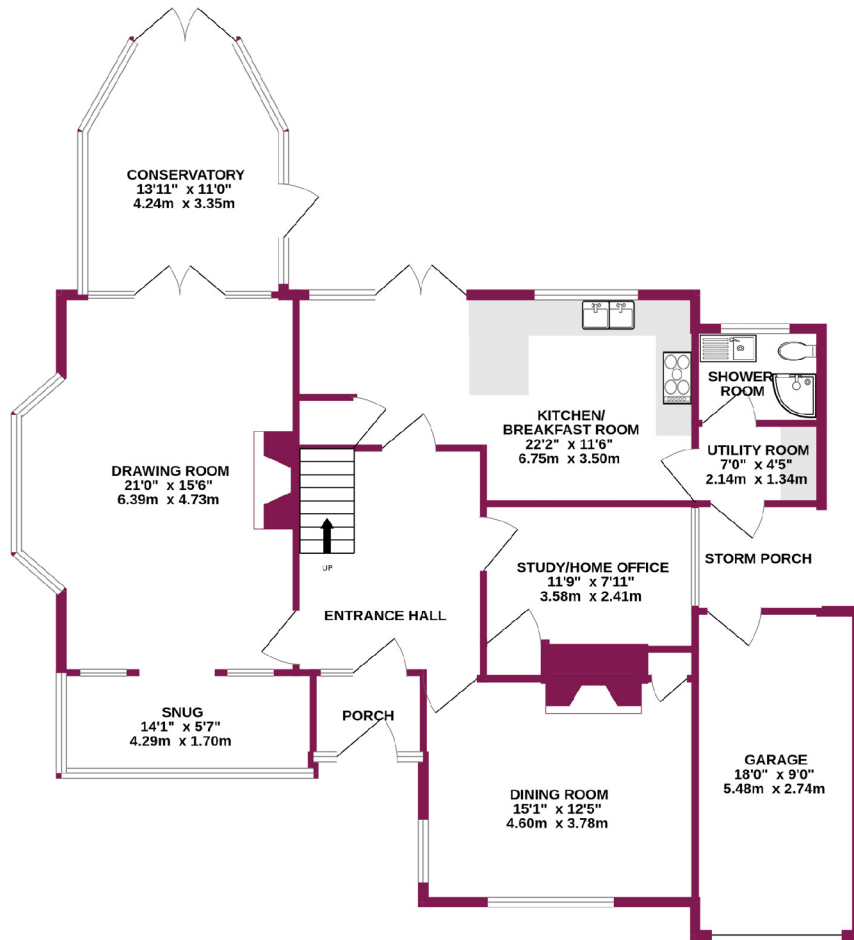 CONSERVATORY
13'11" x 11'0"
4.24m x 3.35m
SHOWER
ROOM
KITCHEN/
BREAKFAST ROOM
22'2" x 11'6"
6.75m x 3.50m
UTILITY ROOM
7'0" x 4'5"
2.14m x 1.34m
DRAWING ROOM
21'0" x 15'6"
6.39m x 4.73m
UP
STUDY/HOME OFFICE
11'9" x 7'11"
3.58m x 2.41m
STORM PORCH
ENTRANCE HALL
SNUG
14'1" x 5'7"
4.29m x 1.70m
PORCH
DINING ROOM
15'1" x 12'5"
4.60m x 3.78m
GARAGE
18'0" x 9'0"
5.48m x 2.74m